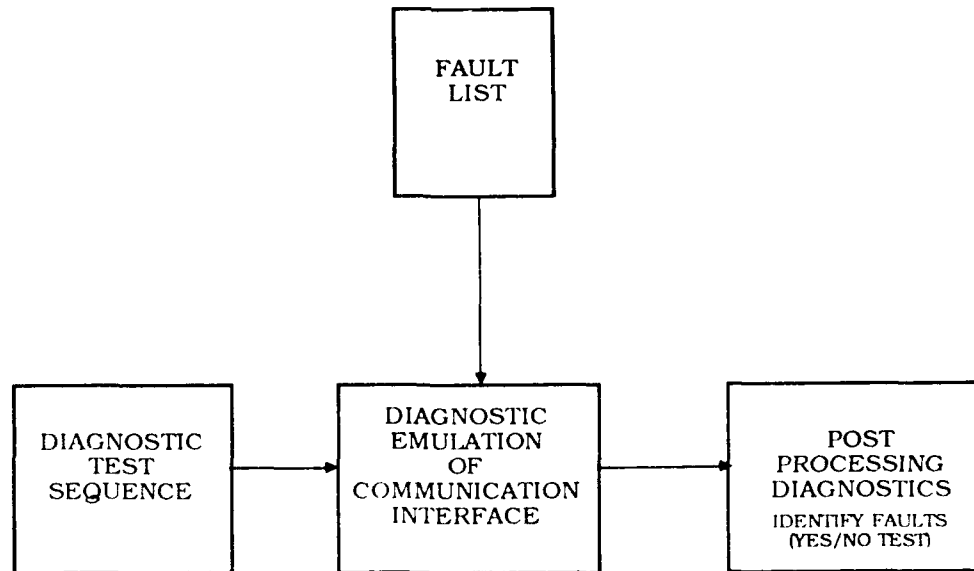 FAULT
LIST
DIAGNOSTIC
TEST
SEQUENCE
DIAGNOSTIC
EMULATION
OF
COMMUNICATION
INTERFACE
POST
PROCESSING
DIAGNOSTICS
IDENTIFY FAULTS
(YES/NO TEST)